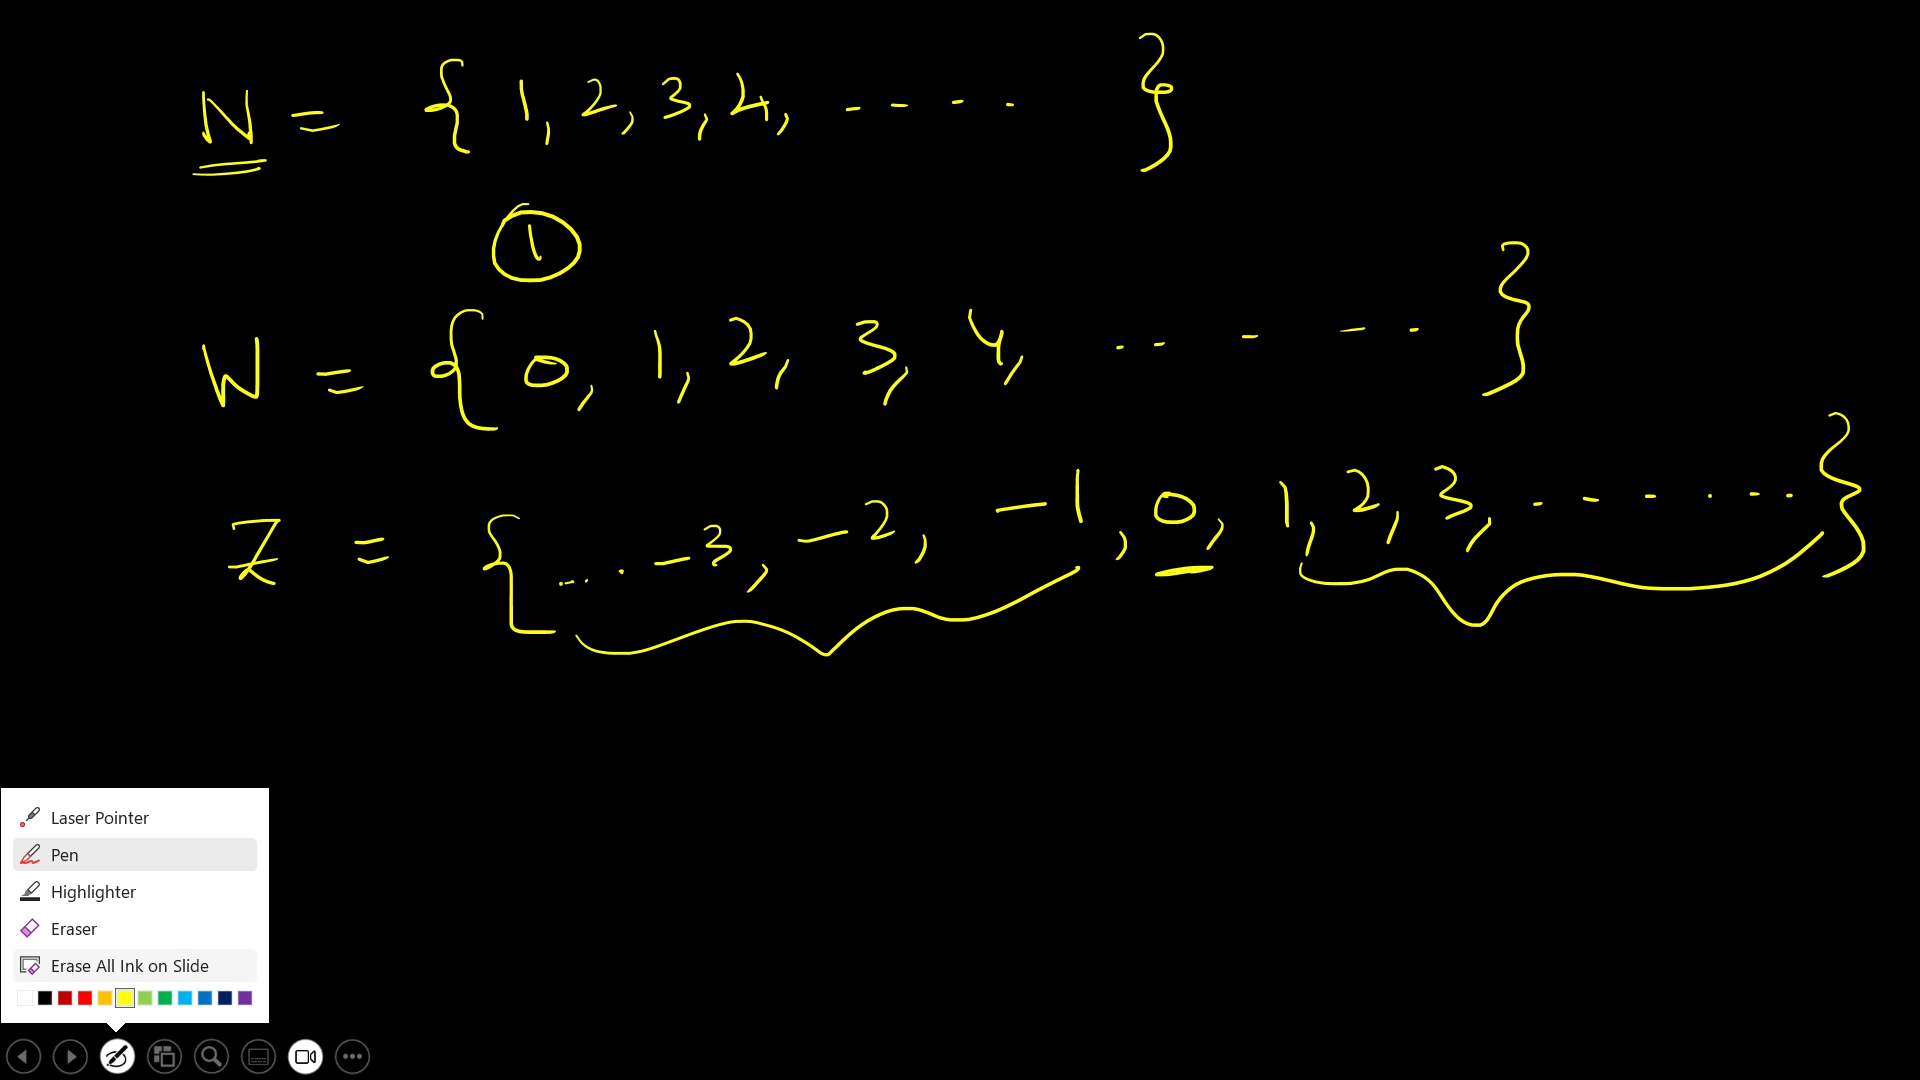 N = { 1, 2, 3, 4, - - - - }
1
W = { 0, 1, 2, 3, 4, .. - - - - }
Z = { .... -3, -2, -1, 0, 1, 2, 3, ....... }
Laser Pointer
Pen
Highlighter
Eraser
Erase All Ink on Slide